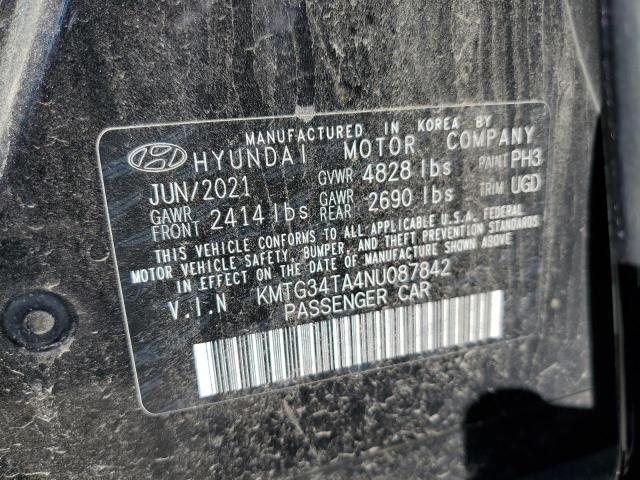 MANUFACTURED IN KOREA BY
HYUNDAI MOTOR COMPANY
JUN/2021 GVWR 4828 lbs PAINT PH3
GAWR FRONT 2414 lbs GAWR REAR 2690 lbs TRIM UGD
THIS VEHICLE CONFORMS TO ALL APPLICABLE U.S.A. FEDERAL
MOTOR VEHICLE SAFETY, BUMPER, AND THEFT PREVENTION STANDARDS
IN EFFECT ON THE DATE OF MANUFACTURE SHOWN ABOVE
V.I.N KMTG34TA4NU087842
PASSENGER CAR